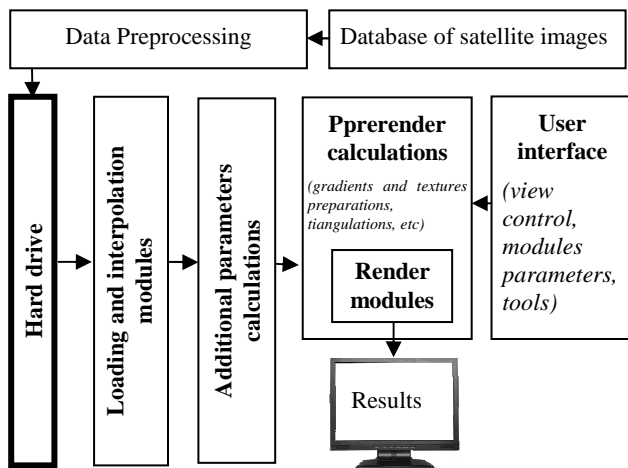 Data Preprocessing
Database of satellite images
Hard drive
Loading and interpolation
modules
Additional parameters
calculations
Pprerender
calculations
(gradients and textures
preparations,
tiangulations, etc)
Render
modules
User
interface
(view
control,
modules
parameters,
tools)
Results